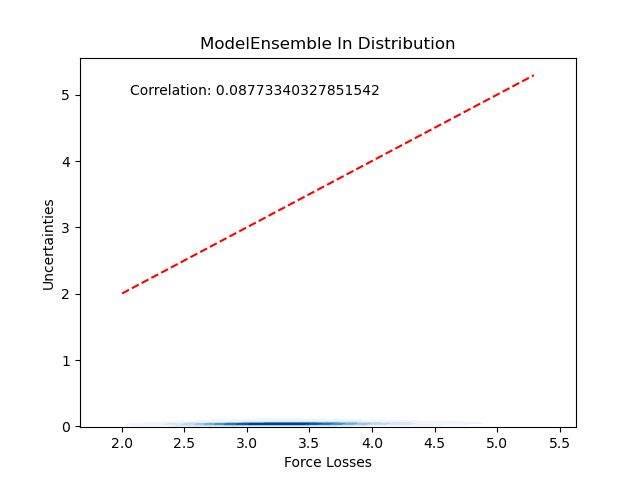 ModelEnsemble In Distribution
Correlation: 0.08773340327851542
Uncertainties
5
4
3
2
1
0
2.0 2.5 3.0 3.5 4.0 4.5 5.0 5.5
Force Losses